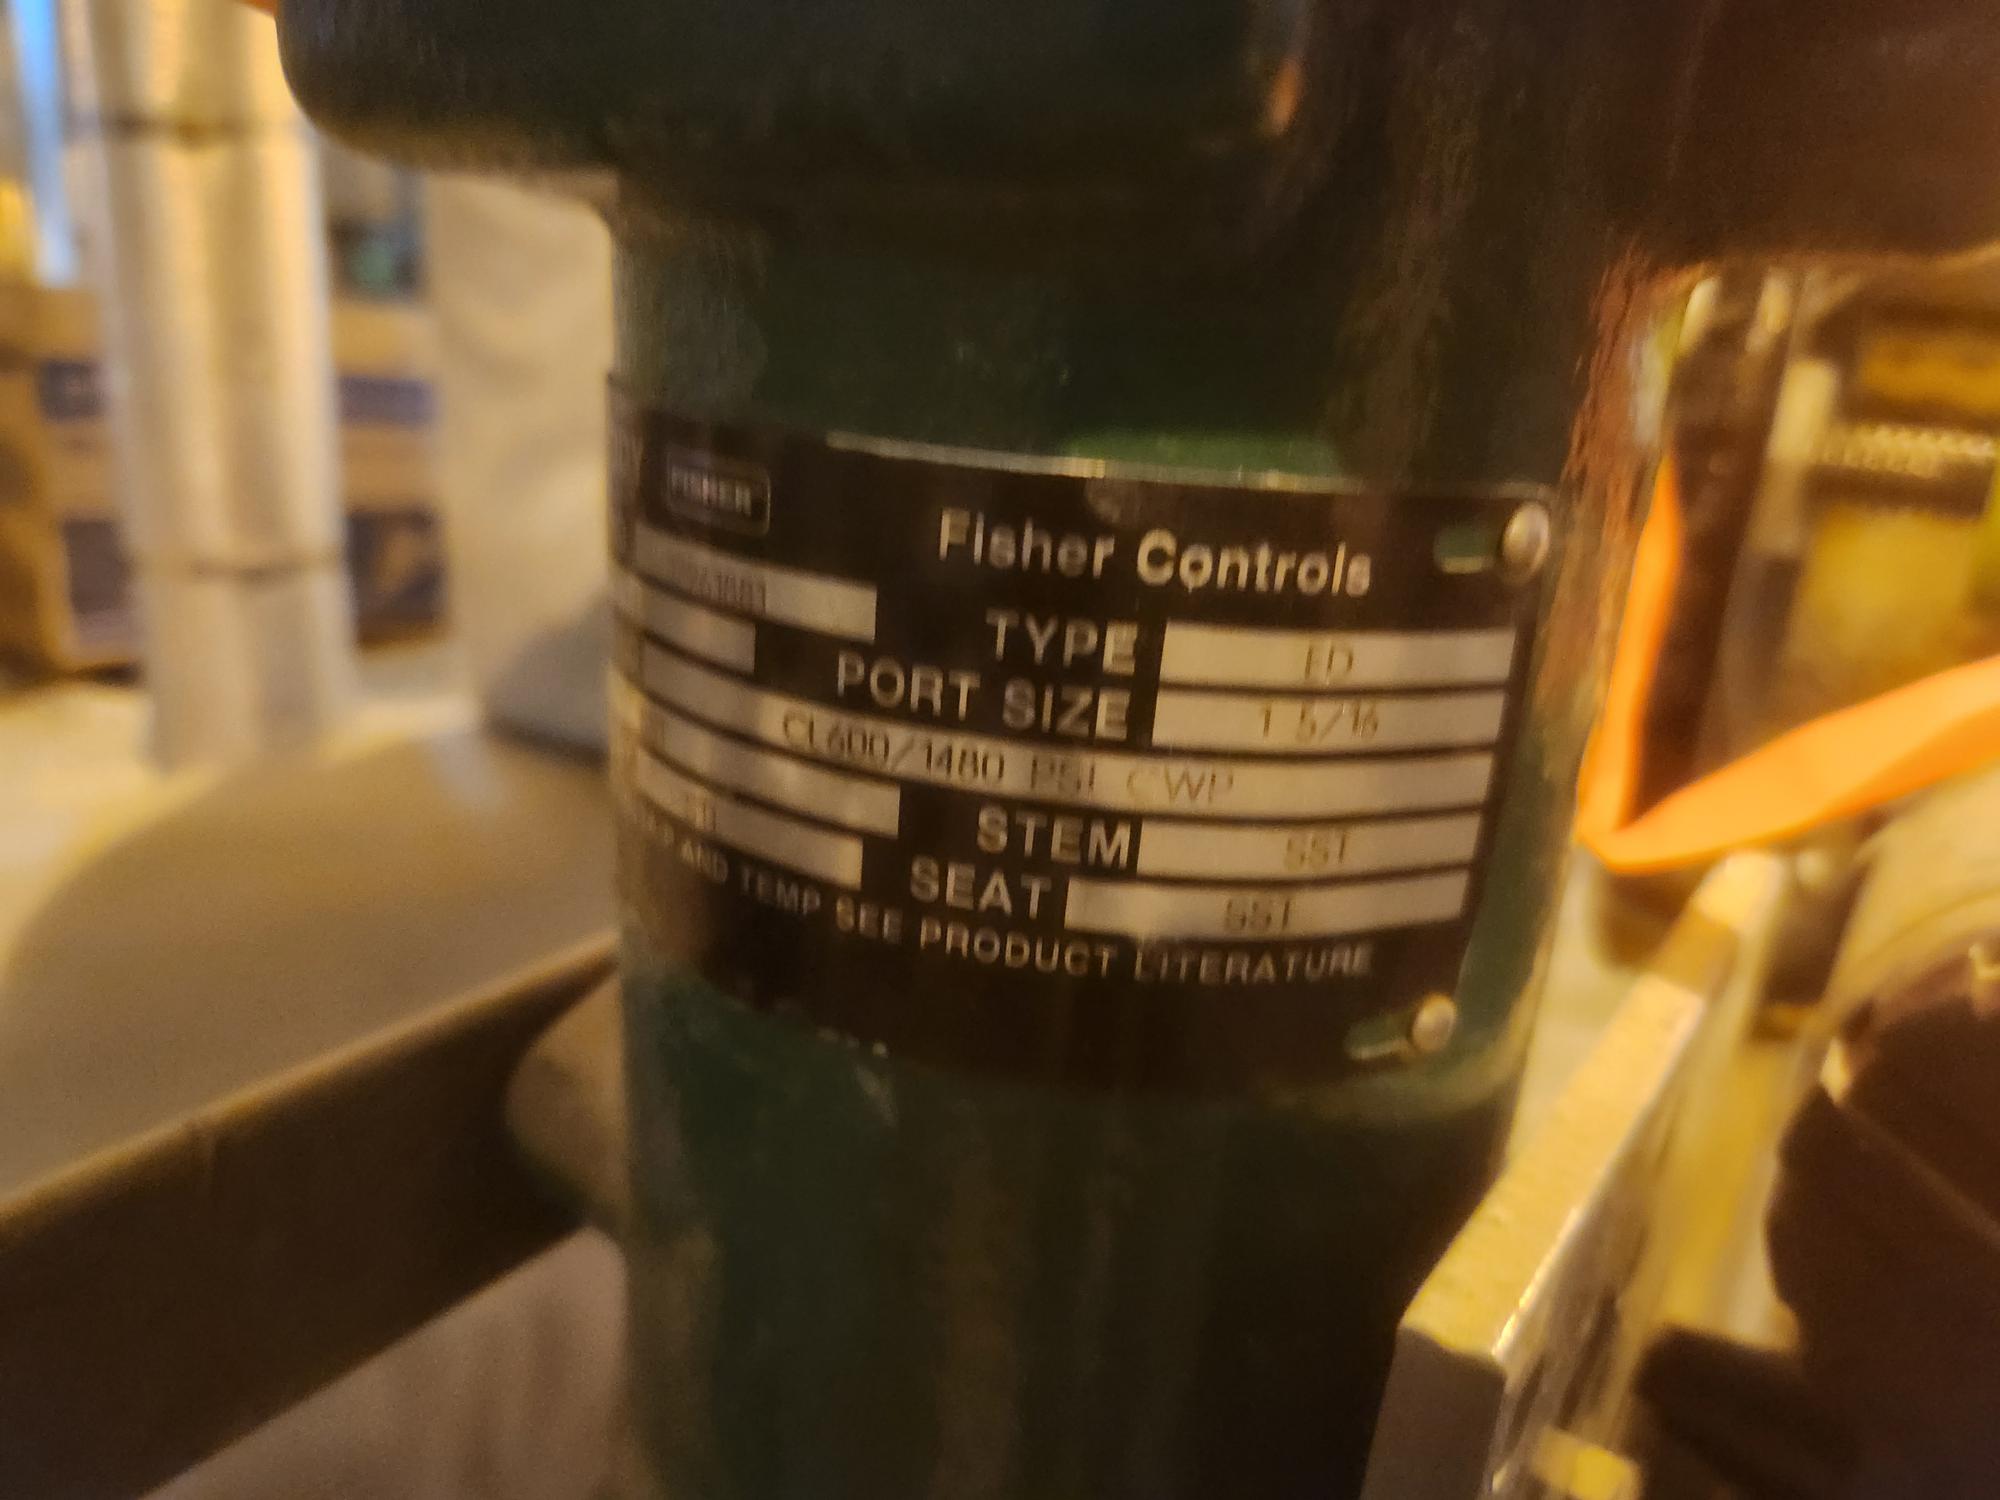 FISHER
Fisher Controls
TYPE ED
PORT SIZE 1 5/16
CL600/1480 PSI CWP
STEM SST
SEAT SST
AND TEMP SEE PRODUCT LITERATURE